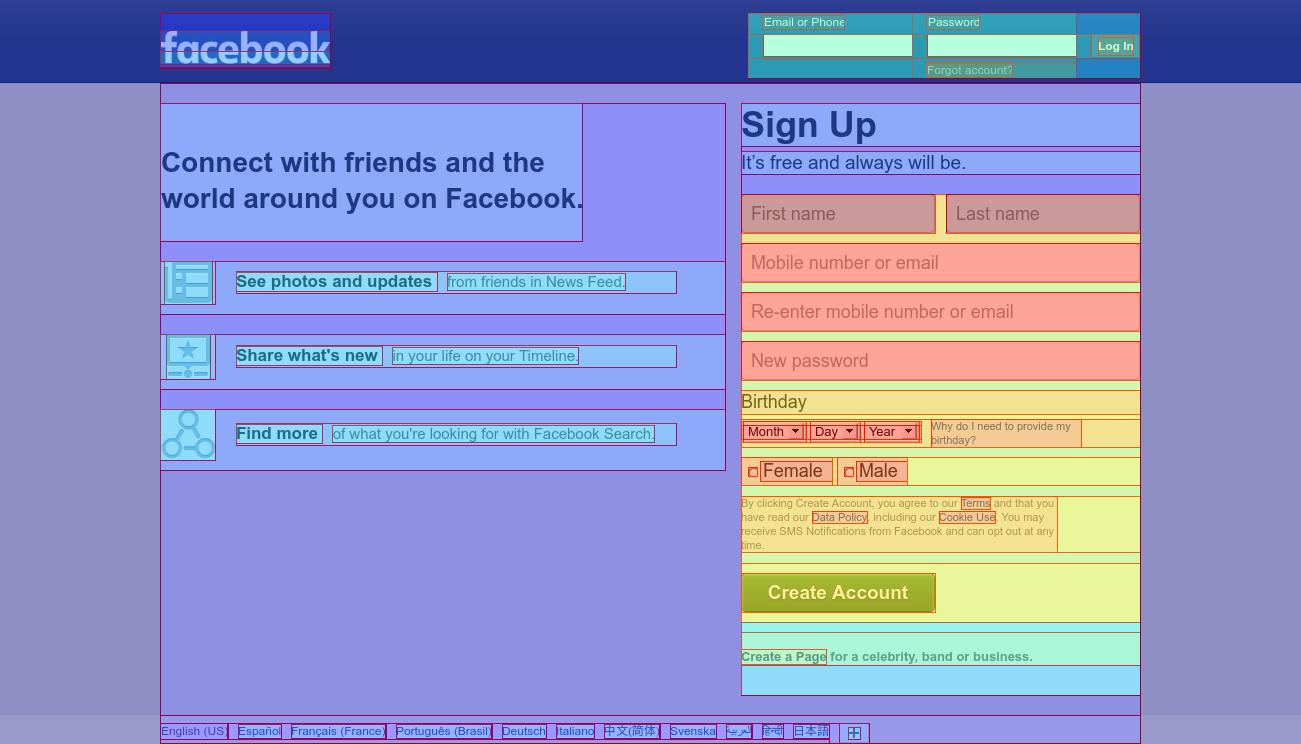 facebook
Email or Phone
Password
Log In
Forgot account?
Connect with friends and the
world around you on Facebook.
See photos and updates from friends in News Feed.
Share what's new in your life on your Timeline.
Find more of what you're looking for with Facebook Search.
Sign Up
It’s free and always will be.
First name
Last name
Mobile number or email
Re-enter mobile number or email
New password
Birthday
Month
Day
Year
Why do I need to provide my
birthday?
Female
Male
By clicking Create Account, you agree to our Terms and that you
have read our Data Policy, including our Cookie Use. You may
receive SMS Notifications from Facebook and can opt out at any
time.
Create Account
Create a Page for a celebrity, band or business.
English (US) Español Français (France) Português (Brasil) Deutsch Italiano 中文(简体) Svenska العربية हिन्दी 日本語